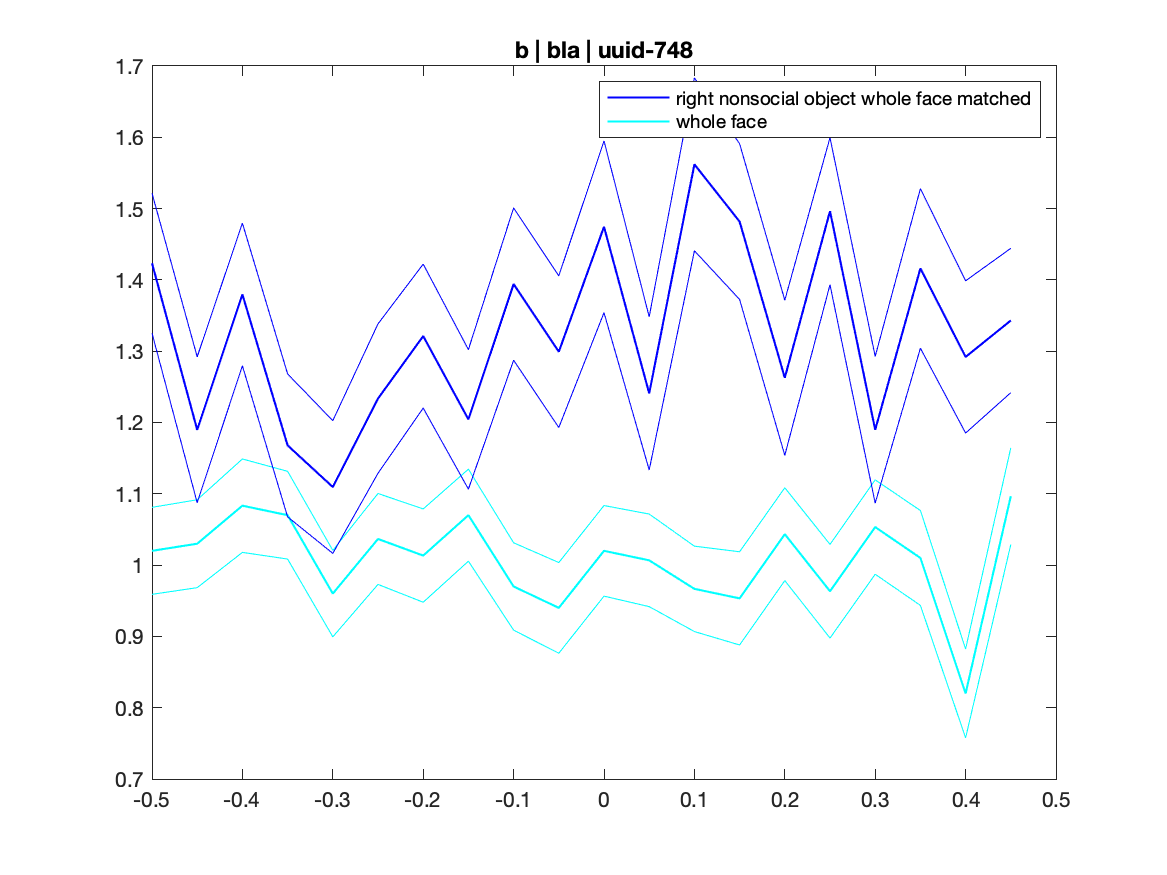 b | bla | uuid-748
right nonsocial object whole face matched
whole face
1.7
1.6
1.5
1.4
1.3
1.2
1.1
1
0.9
0.8
0.7
-0.5 -0.4 -0.3 -0.2 -0.1 0 0.1 0.2 0.3 0.4 0.5